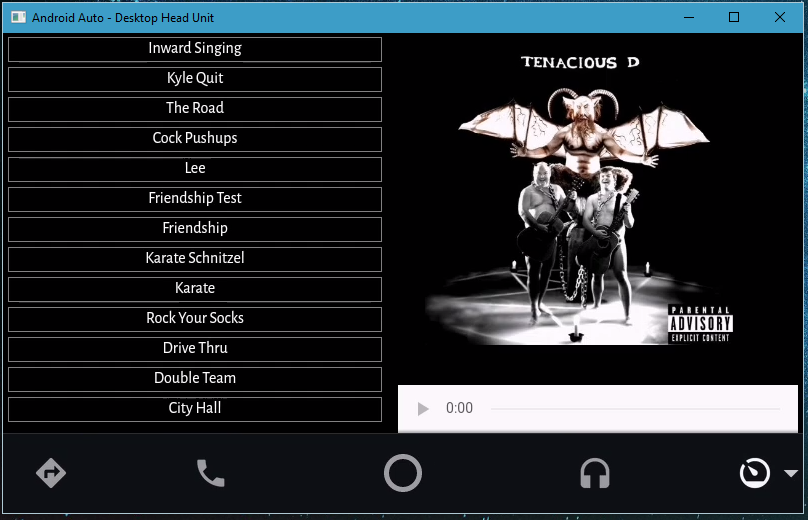 Android Auto - Desktop Head Unit
Inward Singing
Kyle Quit
The Road
Cock Pushups
Lee
Friendship Test
Friendship
Karate Schnitzel
Karate
Rock Your Socks
Drive Thru
Double Team
City Hall
TENACIOUS D
PARENTAL
ADVISORY
EXPLICIT CONTENT
0:00